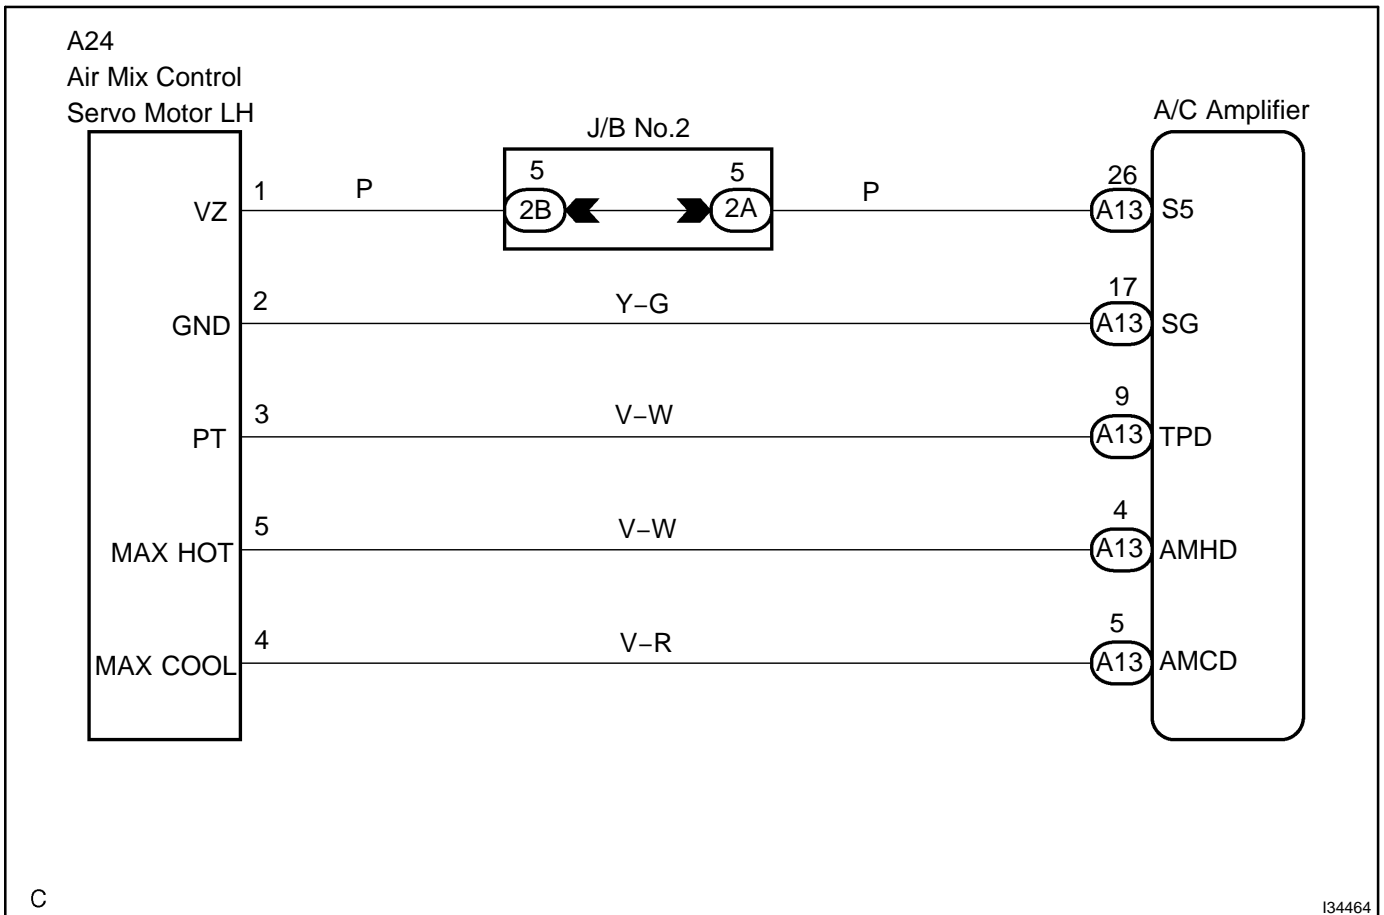 A24
Air Mix Control
Servo Motor LH
J/B No.2
A/C Amplifier
VZ 1 P 5 2B 5 2A P 26 A13 S5
GND 2 Y–G 17 A13 SG
PT 3 V–W 9 A13 TPD
MAX HOT 5 V–W 4 A13 AMHD
MAX COOL 4 V–R 5 A13 AMCD
C
I34464